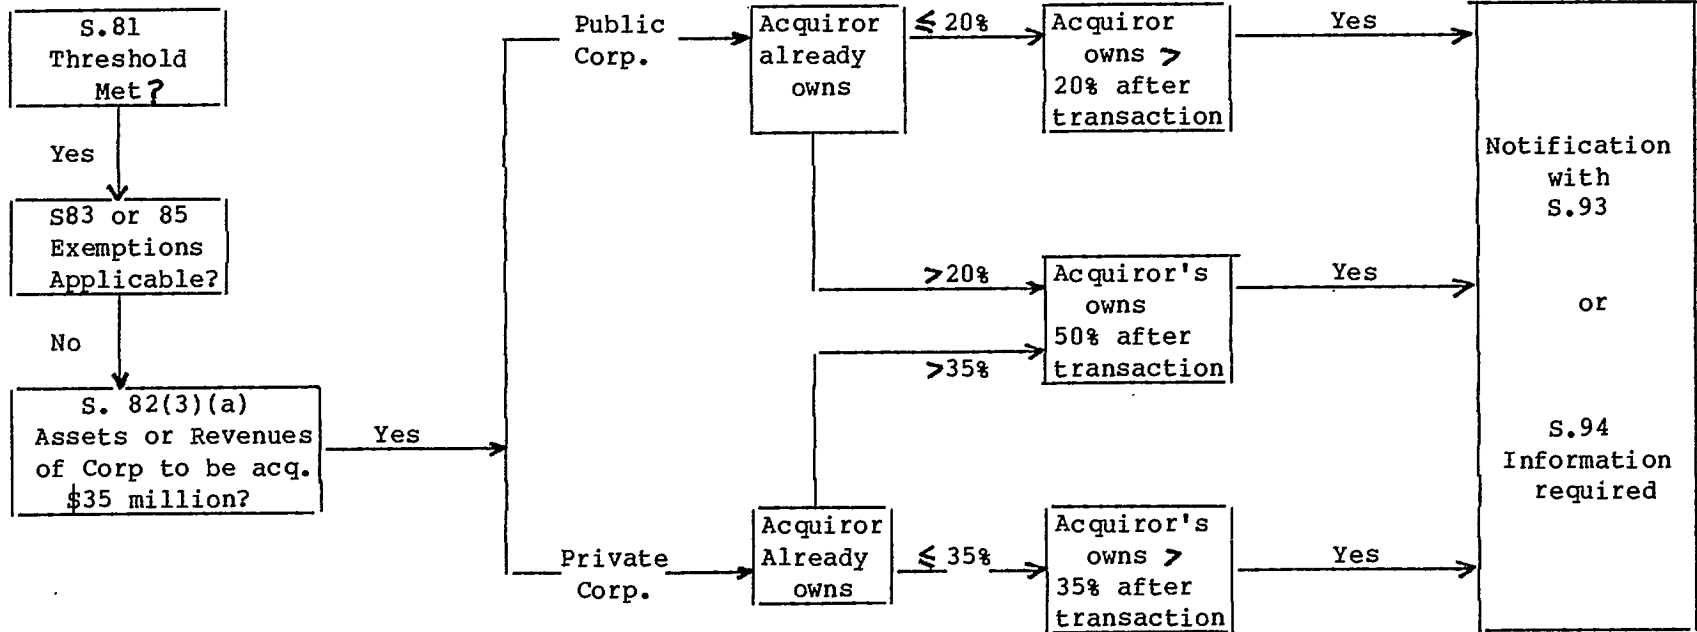 S.81
Threshold
Met?
Yes
S83 or 85
Exemptions
Applicable?
No
S. 82(3)(a)
Assets or Revenues
of Corp to be acq.
$35 million?
Yes
Public
Corp.
Acquiror
already
owns
≤ 20%
Acquiror
owns >
20% after
transaction
Yes
>20%
Acquiror's
owns
50% after
transaction
Yes
>35%
Private
Corp.
Acquiror
Already
owns
≤ 35%
Acquiror's
owns >
35% after
transaction
Yes
Notification
with
S.93
or
S.94
Information
required